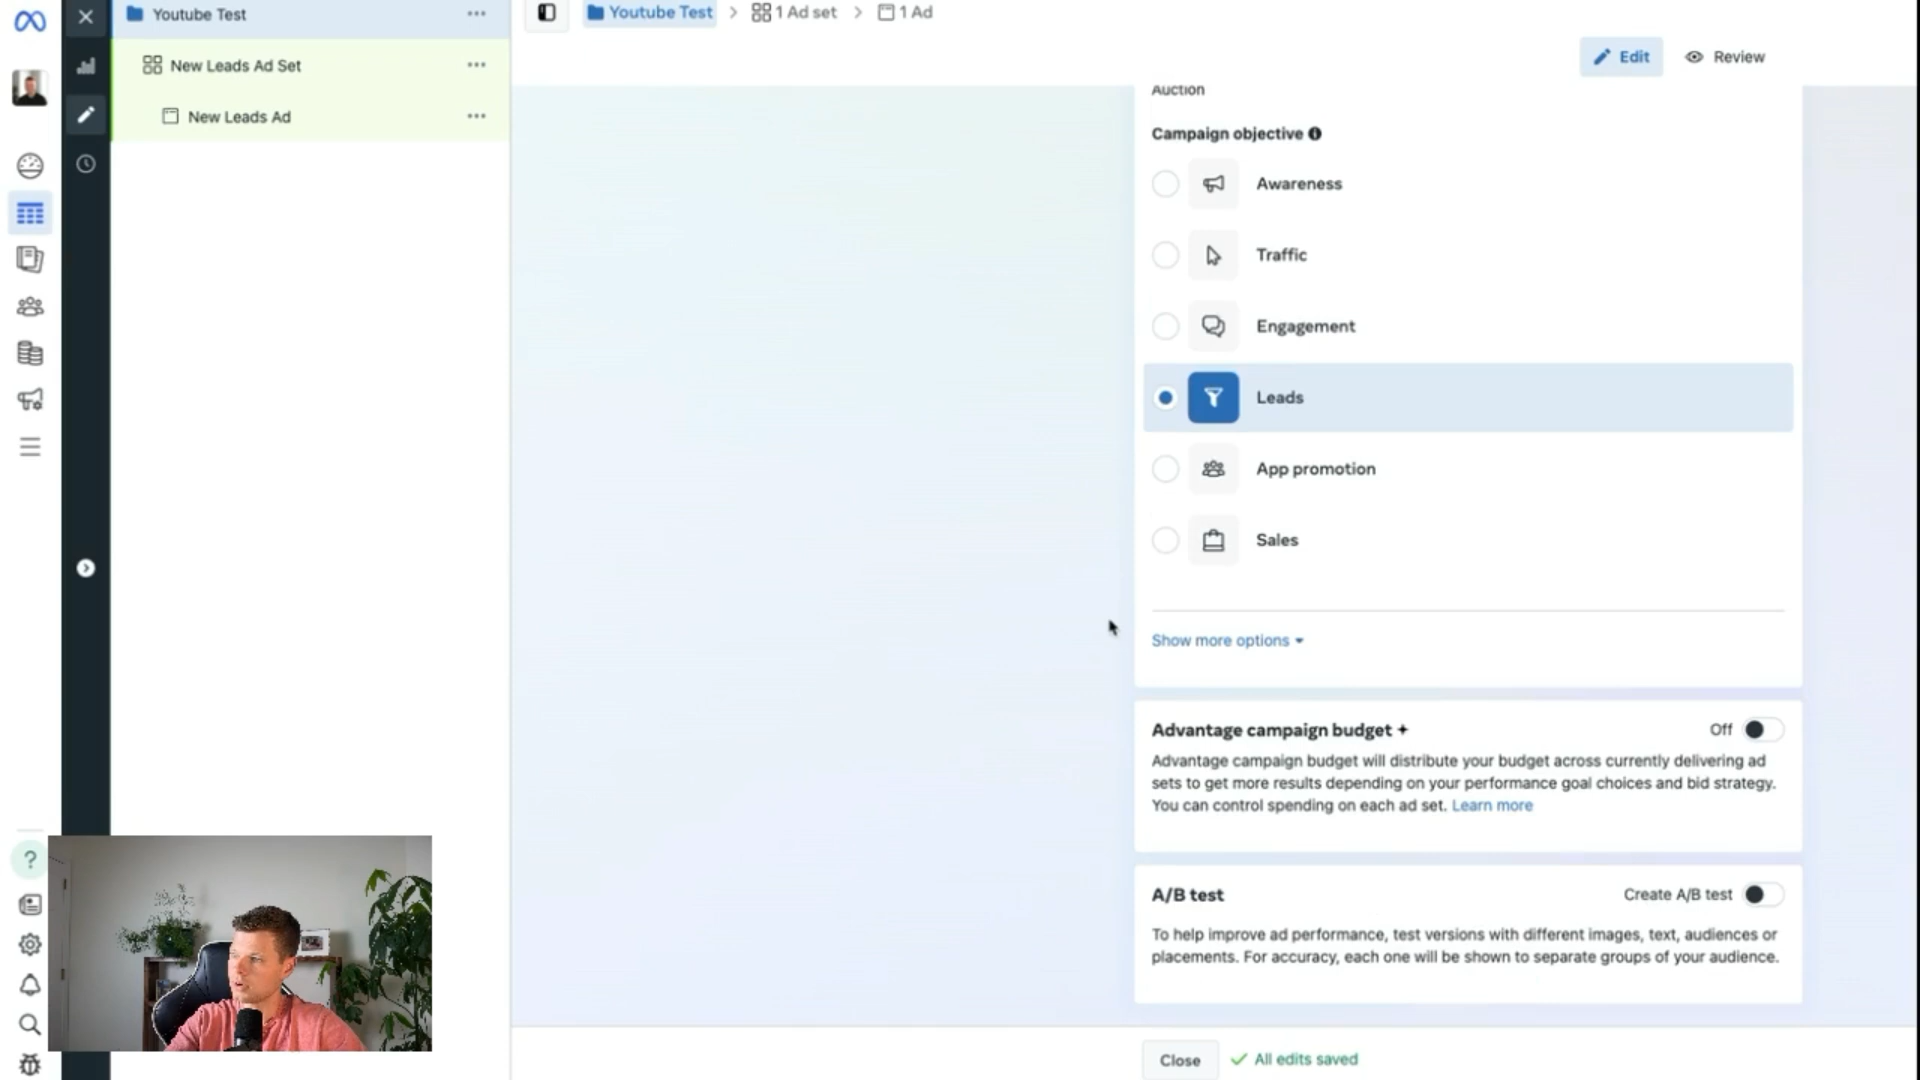 Youtube Test
New Leads Ad Set
New Leads Ad
Youtube Test
1 Ad set
1 Ad
Edit
Review
Auction
Campaign objective
Awareness
Traffic
Engagement
Leads
App promotion
Sales
Show more options
Advantage campaign budget +
Off
Advantage campaign budget will distribute your budget across currently delivering ad
sets to get more results depending on your performance goal choices and bid strategy.
You can control spending on each ad set. Learn more
A/B test
Create A/B test
To help improve ad performance, test versions with different images, text, audiences or
placements. For accuracy, each one will be shown to separate groups of your audience.
Close
All edits saved